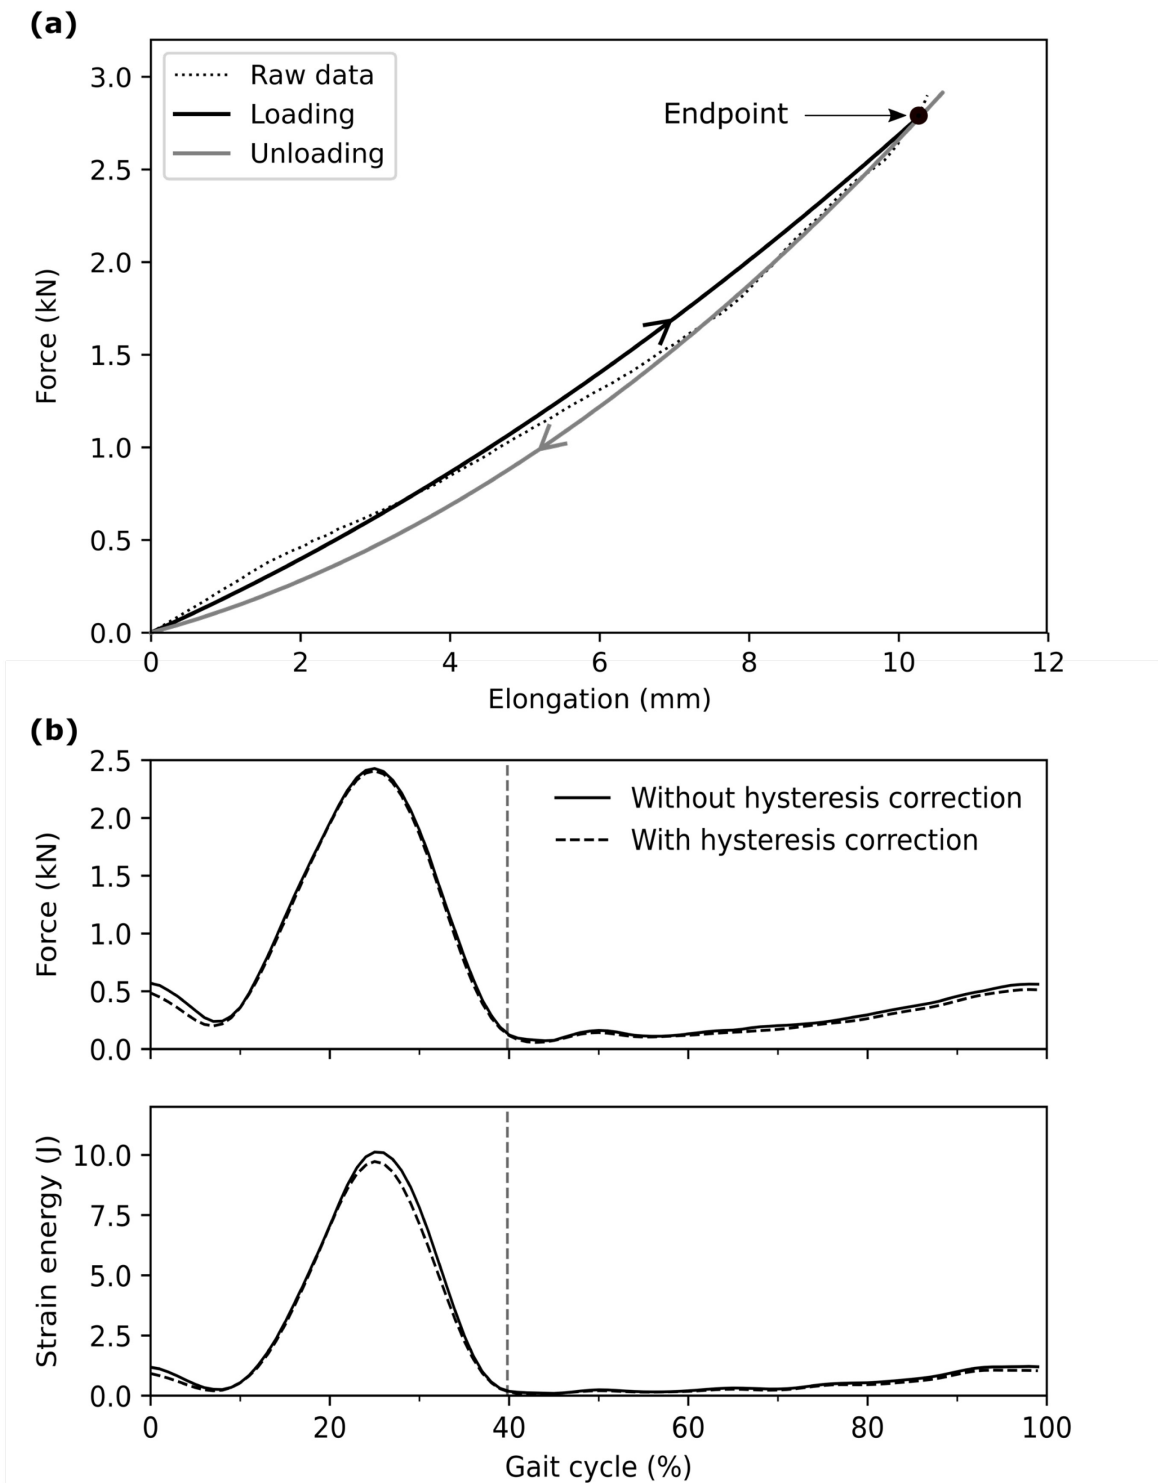 (a)
3.0
2.5
2.0
1.5
1.0
0.5
0.0
Force (kN)
Raw data
Loading
Unloading
Endpoint
0 2 4 6 8 10 12
Elongation (mm)
(b)
2.5
2.0
1.5
1.0
0.5
0.0
Force (kN)
Without hysteresis correction
With hysteresis correction
10.0
7.5
5.0
2.5
0.0
Strain energy (J)
0 20 40 60 80 100
Gait cycle (%)